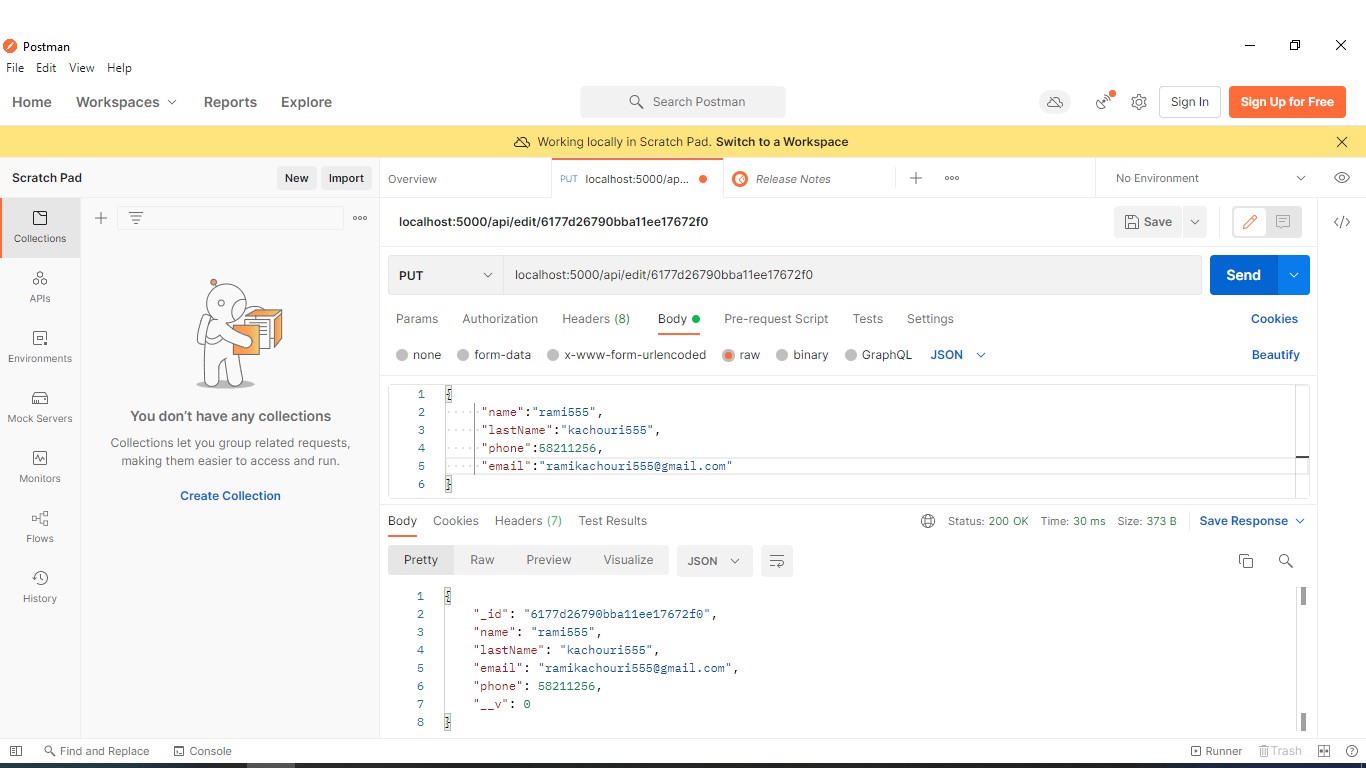 Postman
File Edit View Help
Home Workspaces Reports Explore Search Postman Sign In Sign Up for Free
Working locally in Scratch Pad. Switch to a Workspace
Scratch Pad New Import Overview PUT localhost:5000/ap... Release Notes No Environment
Collections
APIs
Environments
Mock Servers
Monitors
Flows
History
You don't have any collections
Collections let you group related requests,
making them easier to access and run.
Create Collection
localhost:5000/api/edit/6177d26790bba11ee17672f0 Save
PUT localhost:5000/api/edit/6177d26790bba11ee17672f0 Send
Params Authorization Headers (8) Body Pre-request Script Tests Settings Cookies
none form-data x-www-form-urlencoded raw binary GraphQL JSON Beautify
1 {
2 "name":"rami555",
3 "lastName":"kachouri555",
4 "phone":58211256,
5 "email":"ramikachouri555@gmail.com"
6 }
Body Cookies Headers (7) Test Results Status: 200 OK Time: 30 ms Size: 373 B Save Response
Pretty Raw Preview Visualize JSON
1 {
2 "_id": "6177d26790bba11ee17672f0",
3 "name": "rami555",
4 "lastName": "kachouri555",
5 "email": "ramikachouri555@gmail.com",
6 "phone": 58211256,
7 "__v": 0
8 }
Find and Replace Console Runner Trash